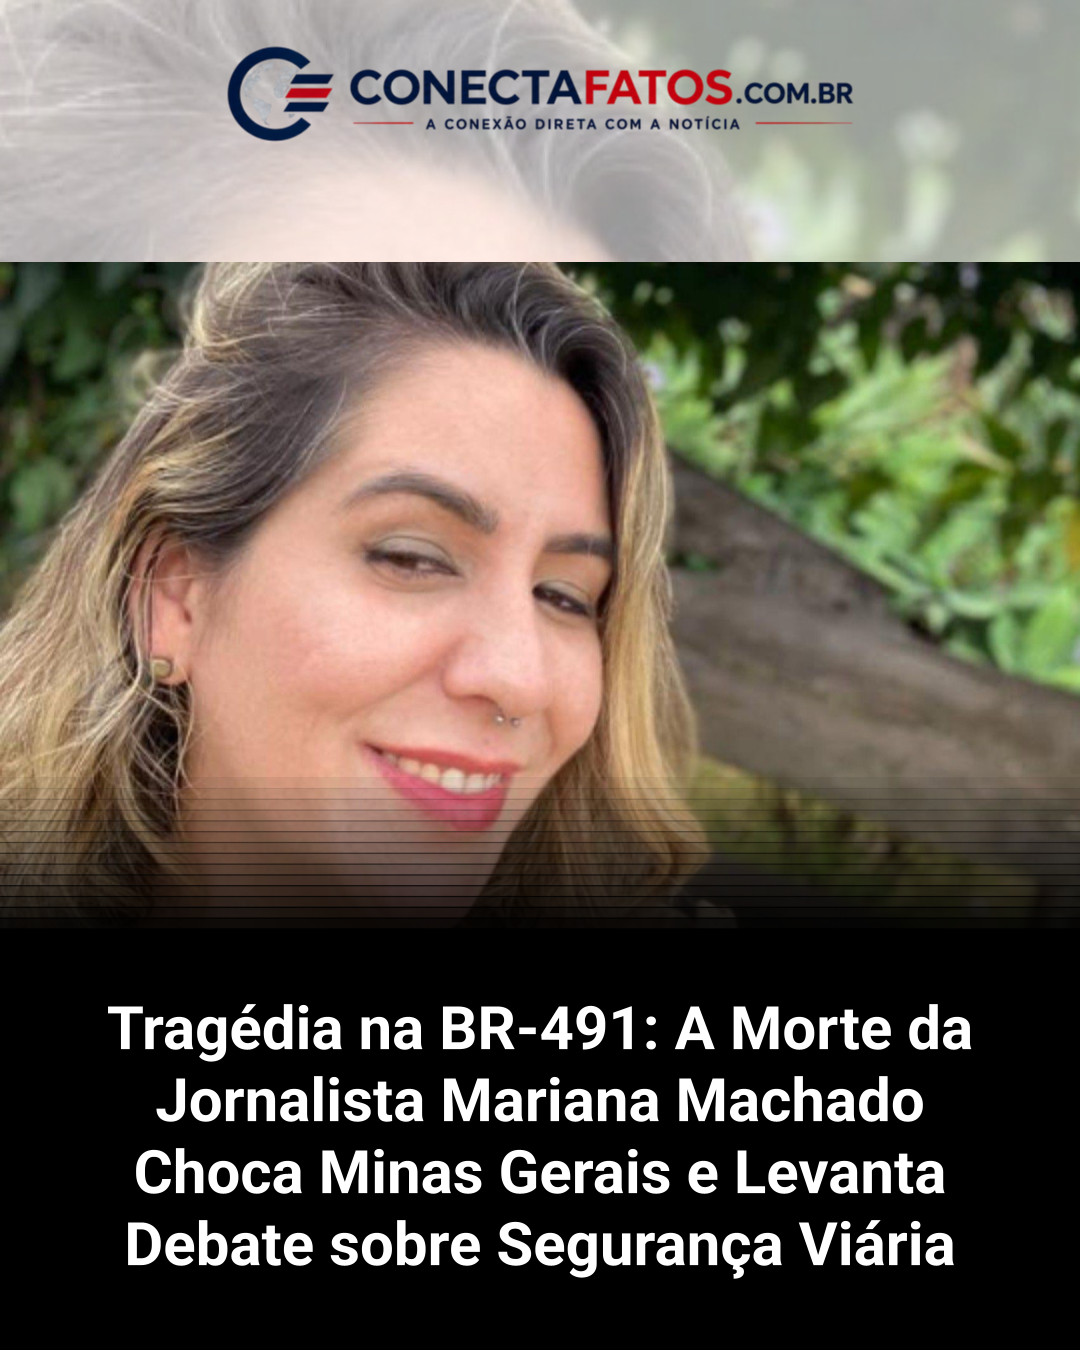 CONECTAFATOS.COM.BR
A CONEXÃO DIRETA COM A NOTÍCIA
Tragédia na BR-491: A Morte da
Jornalista Mariana Machado
Choca Minas Gerais e Levanta
Debate sobre Segurança Viária